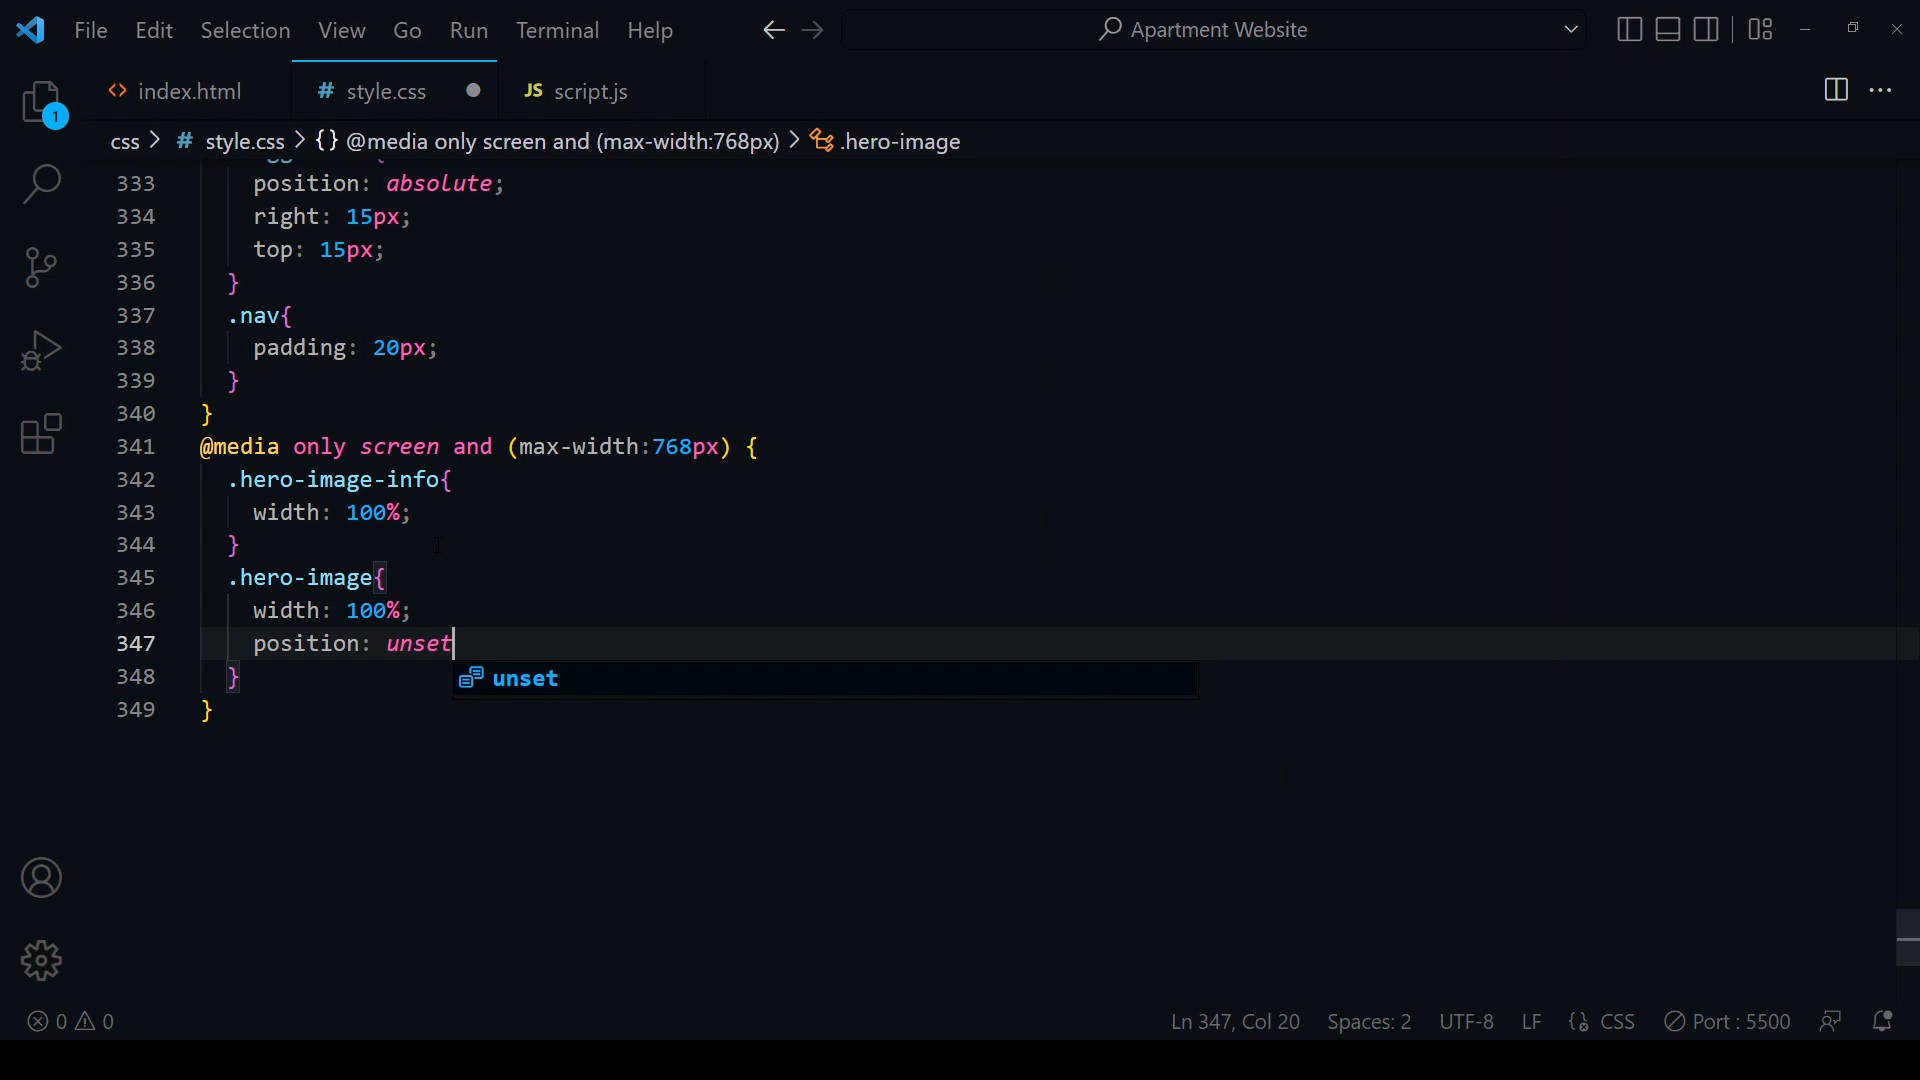 File Edit Selection View Go Run Terminal Help Apartment Website
1
index.html # style.css JS script.js
css > # style.css > {} @media only screen and (max-width:768px) > .hero-image
333 position: absolute;
334 right: 15px;
335 top: 15px;
336 }
337 .nav{
338 padding: 20px;
339 }
340 }
341 @media only screen and (max-width:768px) {
342 .hero-image-info{
343 width: 100%;
344 }
345 .hero-image{
346 width: 100%;
347 position: unset
348 }
unset
349 }
0 0 Ln 347, Col 20 Spaces: 2 UTF-8 LF {} CSS Port : 5500